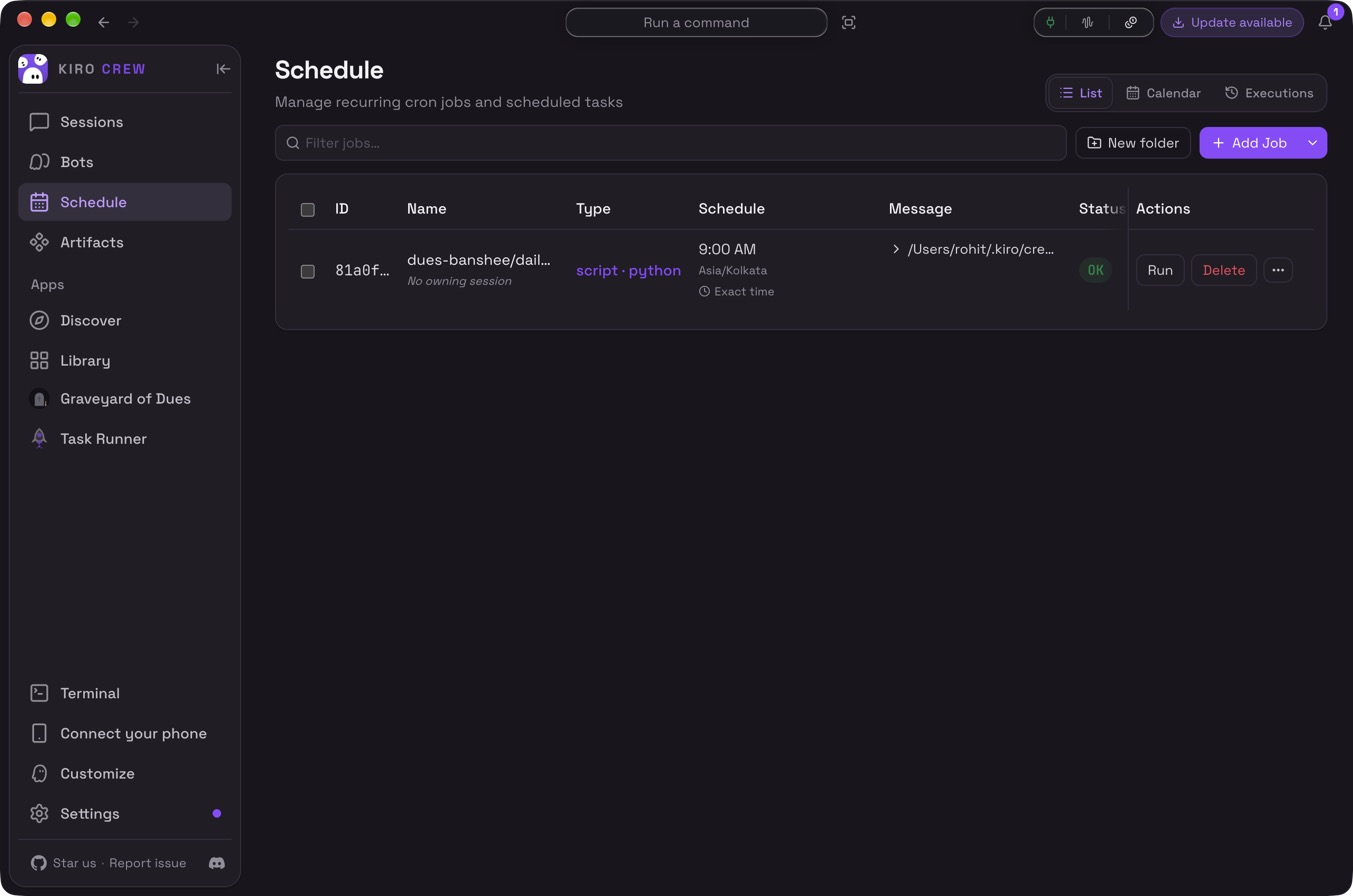 Run a command
Update available
1
KIRO CREW
Sessions
Bots
Schedule
Artifacts
Apps
Discover
Library
Graveyard of Dues
Task Runner
Terminal
Connect your phone
Customize
Settings
Star us · Report issue
Schedule
Manage recurring cron jobs and scheduled tasks
List
Calendar
Executions
Filter jobs...
New folder
+ Add Job
ID
Name
Type
Schedule
Message
Status
Actions
81a0f...
dues-banshee/dail...
No owning session
script · python
9:00 AM
Asia/Kolkata
Exact time
/Users/rohit/.kiro/cre...
OK
Run
Delete